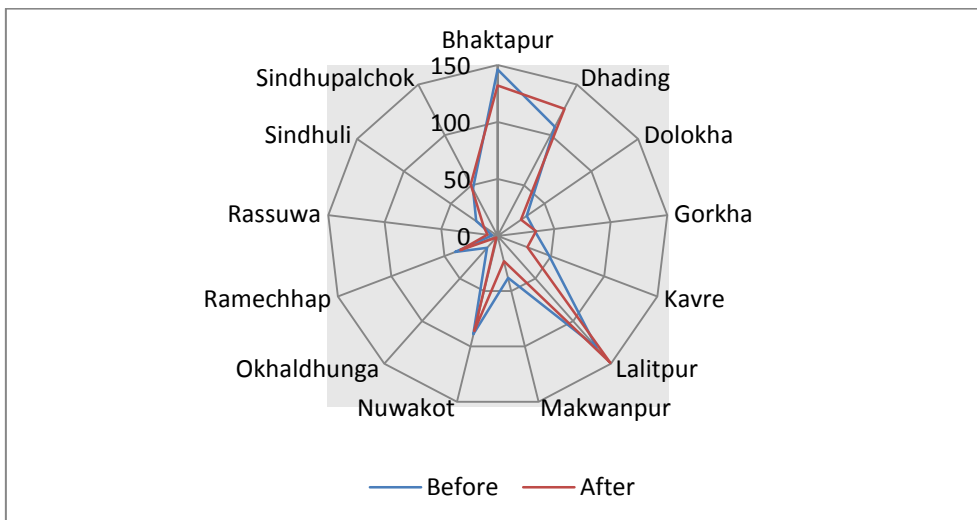 Bhaktapur
Dhading
Dolokha
Gorkha
Kavre
Lalitpur
Makwanpur
Nuwakot
Okhaldhunga
Ramechhap
Rassuwa
Sindhuli
Sindhupalchok
150
100
50
0
Before
After